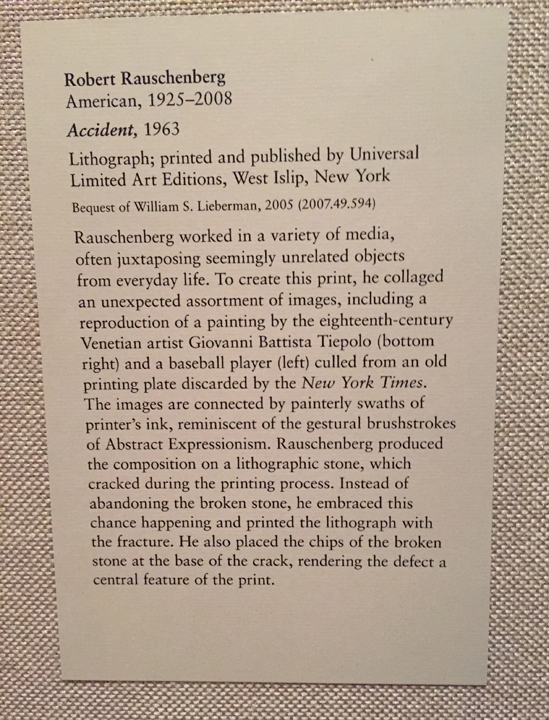 Robert Rauschenberg
American, 1925–2008
Accident, 1963
Lithograph; printed and published by Universal
Limited Art Editions, West Islip, New York
Bequest of William S. Lieberman, 2005 (2007.49.594)
Rauschenberg worked in a variety of media,
often juxtaposing seemingly unrelated objects
from everyday life. To create this print, he collaged
an unexpected assortment of images, including a
reproduction of a painting by the eighteenth-century
Venetian artist Giovanni Battista Tiepolo (bottom
right) and a baseball player (left) culled from an old
printing plate discarded by the New York Times.
The images are connected by painterly swaths of
printer's ink, reminiscent of the gestural brushstrokes
of Abstract Expressionism. Rauschenberg produced
the composition on a lithographic stone, which
cracked during the printing process. Instead of
abandoning the broken stone, he embraced this
chance happening and printed the lithograph with
the fracture. He also placed the chips of the broken
stone at the base of the crack, rendering the defect a
central feature of the print.